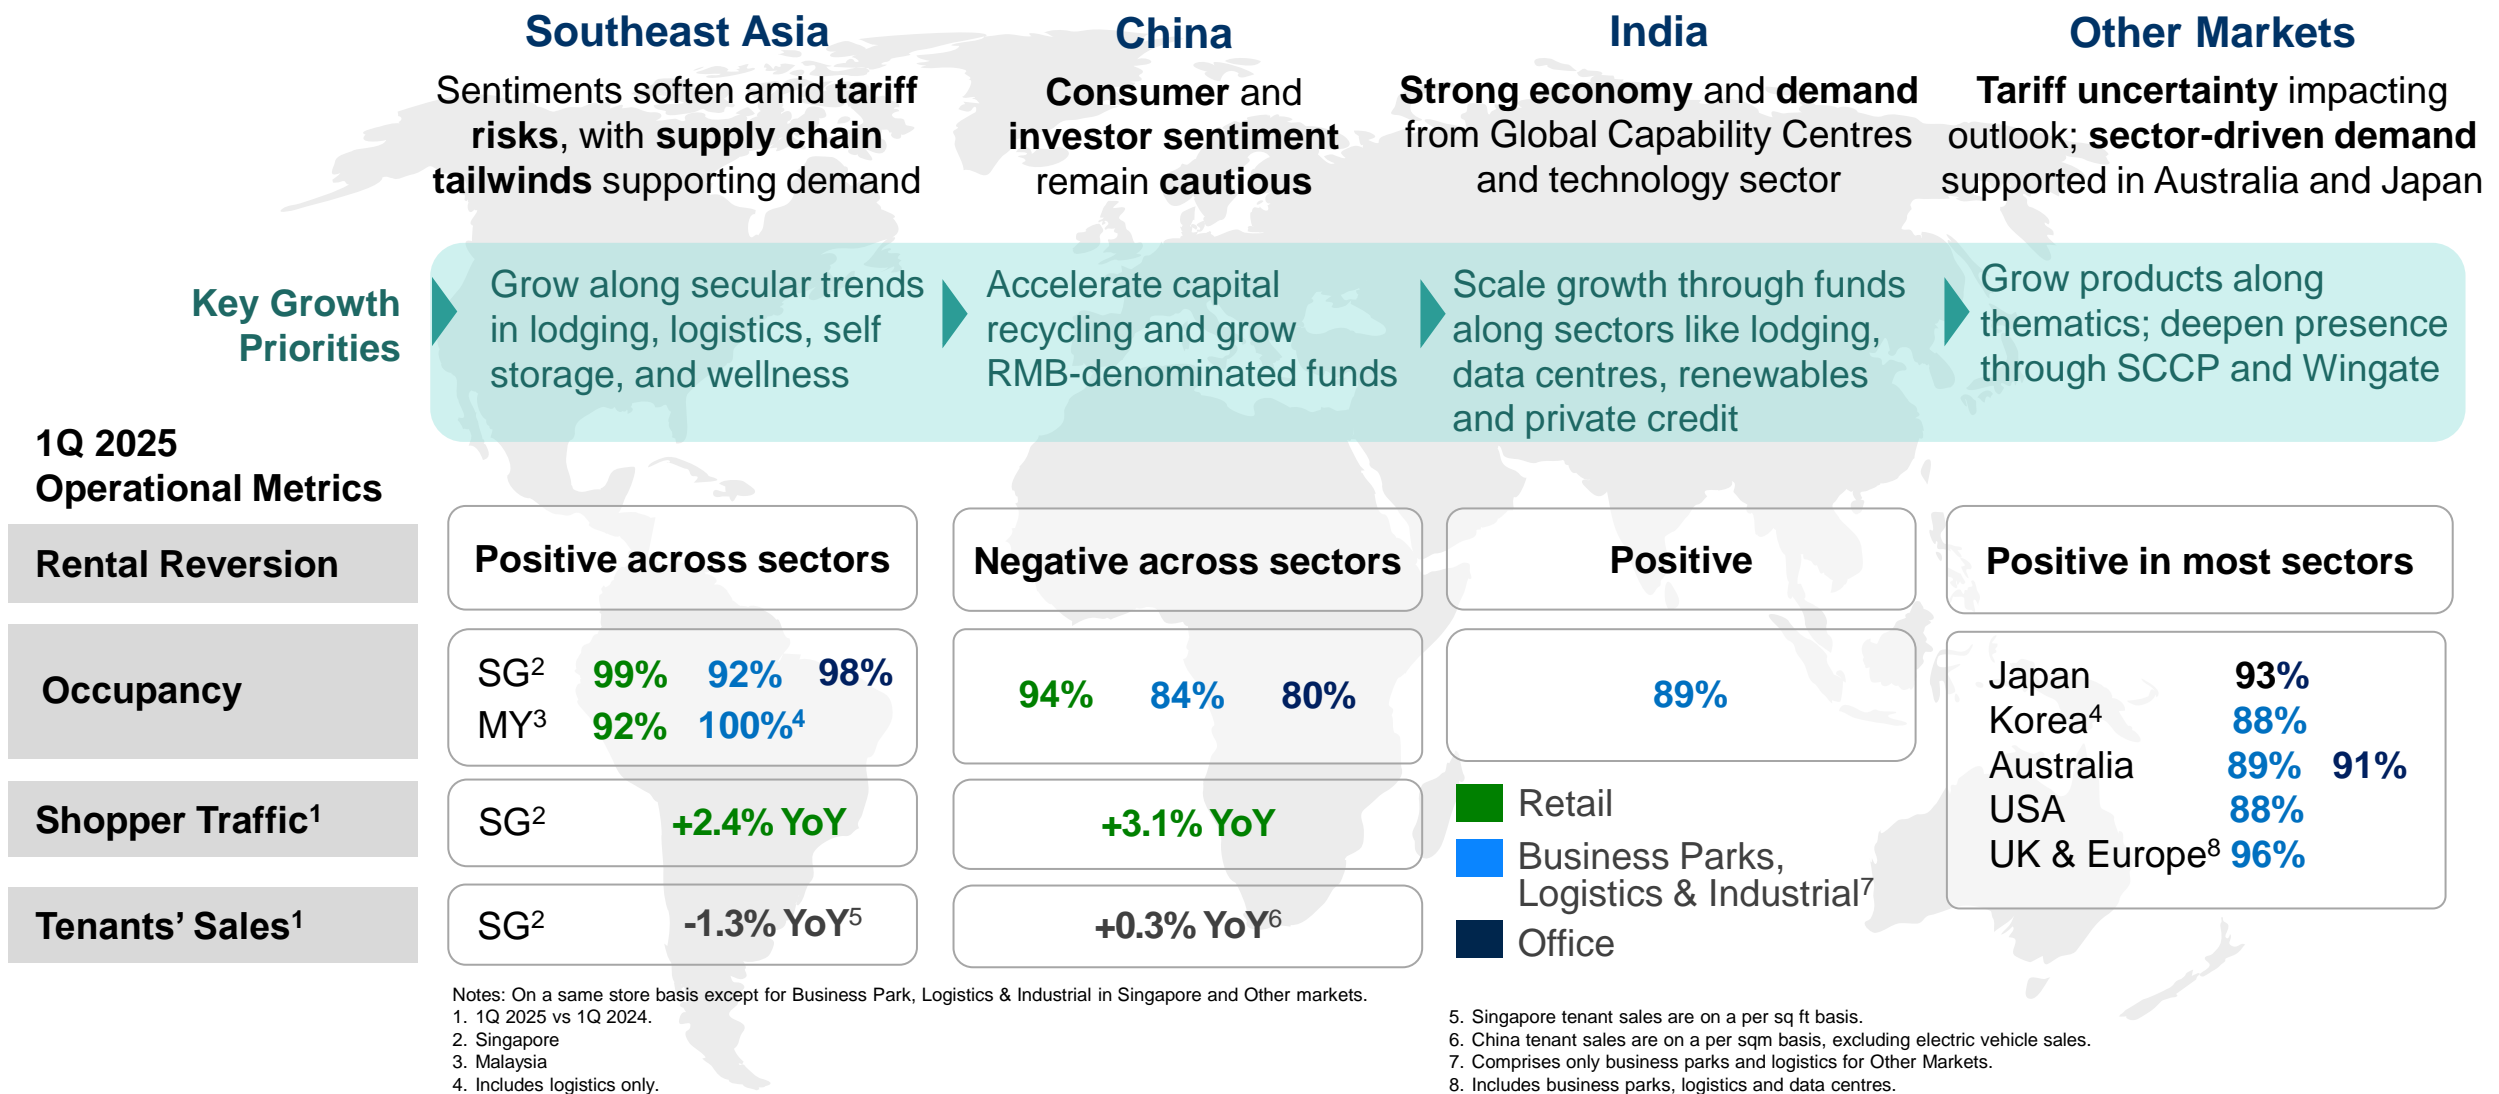 Southeast Asia
Sentiments soften amid tariff
risks, with supply chain
tailwinds supporting demand
China
Consumer and
investor sentiment
remain cautious
India
Strong economy and demand
from Global Capability Centres
and technology sector
Other Markets
Tariff uncertainty impacting
outlook; sector-driven demand
supported in Australia and Japan
Key Growth
Priorities
Grow along secular trends
in lodging, logistics, self
storage, and wellness
Accelerate capital
recycling and grow
RMB-denominated funds
Scale growth through funds
along sectors like lodging,
data centres, renewables
and private credit
Grow products along
thematics; deepen presence
through SCCP and Wingate
1Q 2025
Operational Metrics
Rental Reversion
Positive across sectors
Negative across sectors
Positive
Positive in most sectors
Occupancy
SG2 99% 92% 98%
MY3 92% 100%4
94% 84% 80%
89%
Japan 93%
Korea4 88%
Australia 89% 91%
USA 88%
UK & Europe8 96%
Shopper Traffic1
SG2 +2.4% YoY
+3.1% YoY
Tenants’ Sales1
SG2 -1.3% YoY5
+0.3% YoY6
Retail
Business Parks,
Logistics & Industrial7
Office
Notes: On a same store basis except for Business Park, Logistics & Industrial in Singapore and Other markets.
1. 1Q 2025 vs 1Q 2024.
2. Singapore
3. Malaysia
4. Includes logistics only.
5. Singapore tenant sales are on a per sq ft basis.
6. China tenant sales are on a per sqm basis, excluding electric vehicle sales.
7. Comprises only business parks and logistics for Other Markets.
8. Includes business parks, logistics and data centres.